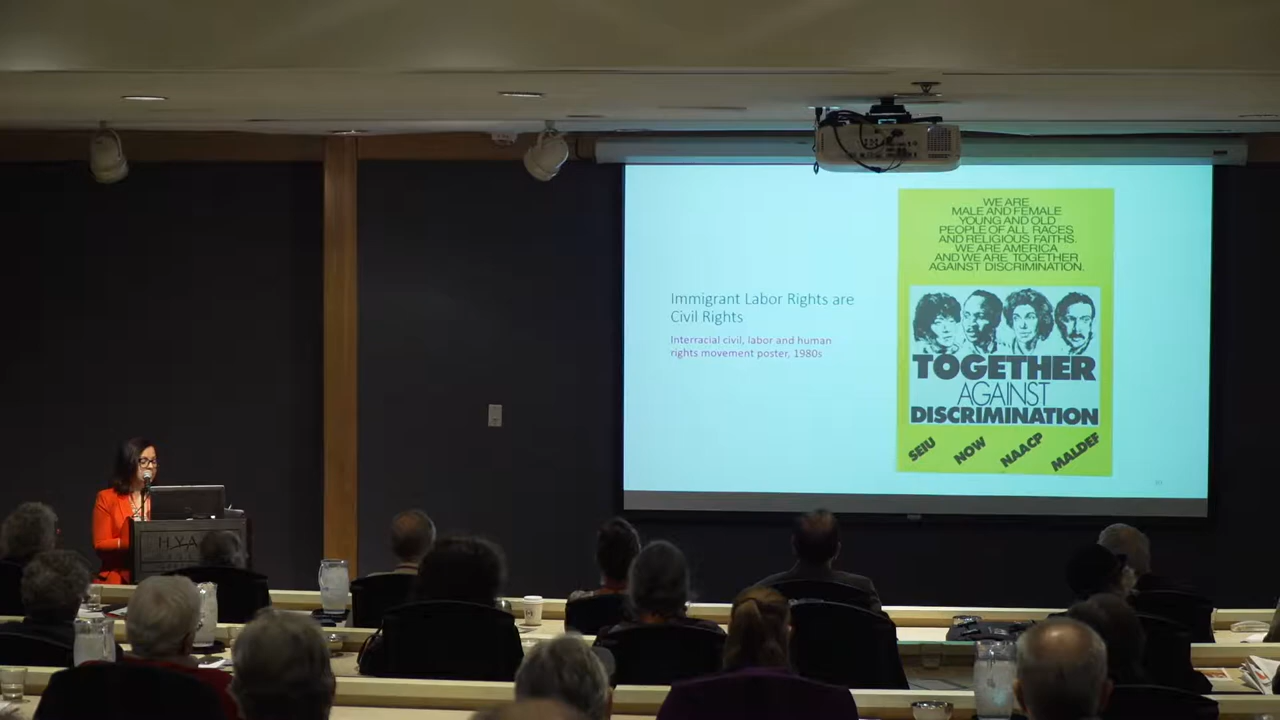 Immigrant Labor Rights are
Civil Rights
Interracial civil, labor and human
rights movement poster, 1980s
WE ARE
MALE AND FEMALE
YOUNG AND OLD
PEOPLE OF ALL RACES
AND RELIGIOUS FAITHS.
WE ARE AMERICA
AND WE ARE TOGETHER
AGAINST DISCRIMINATION.
TOGETHER
AGAINST
DISCRIMINATION
SEIU NOW NAACP MALDEF